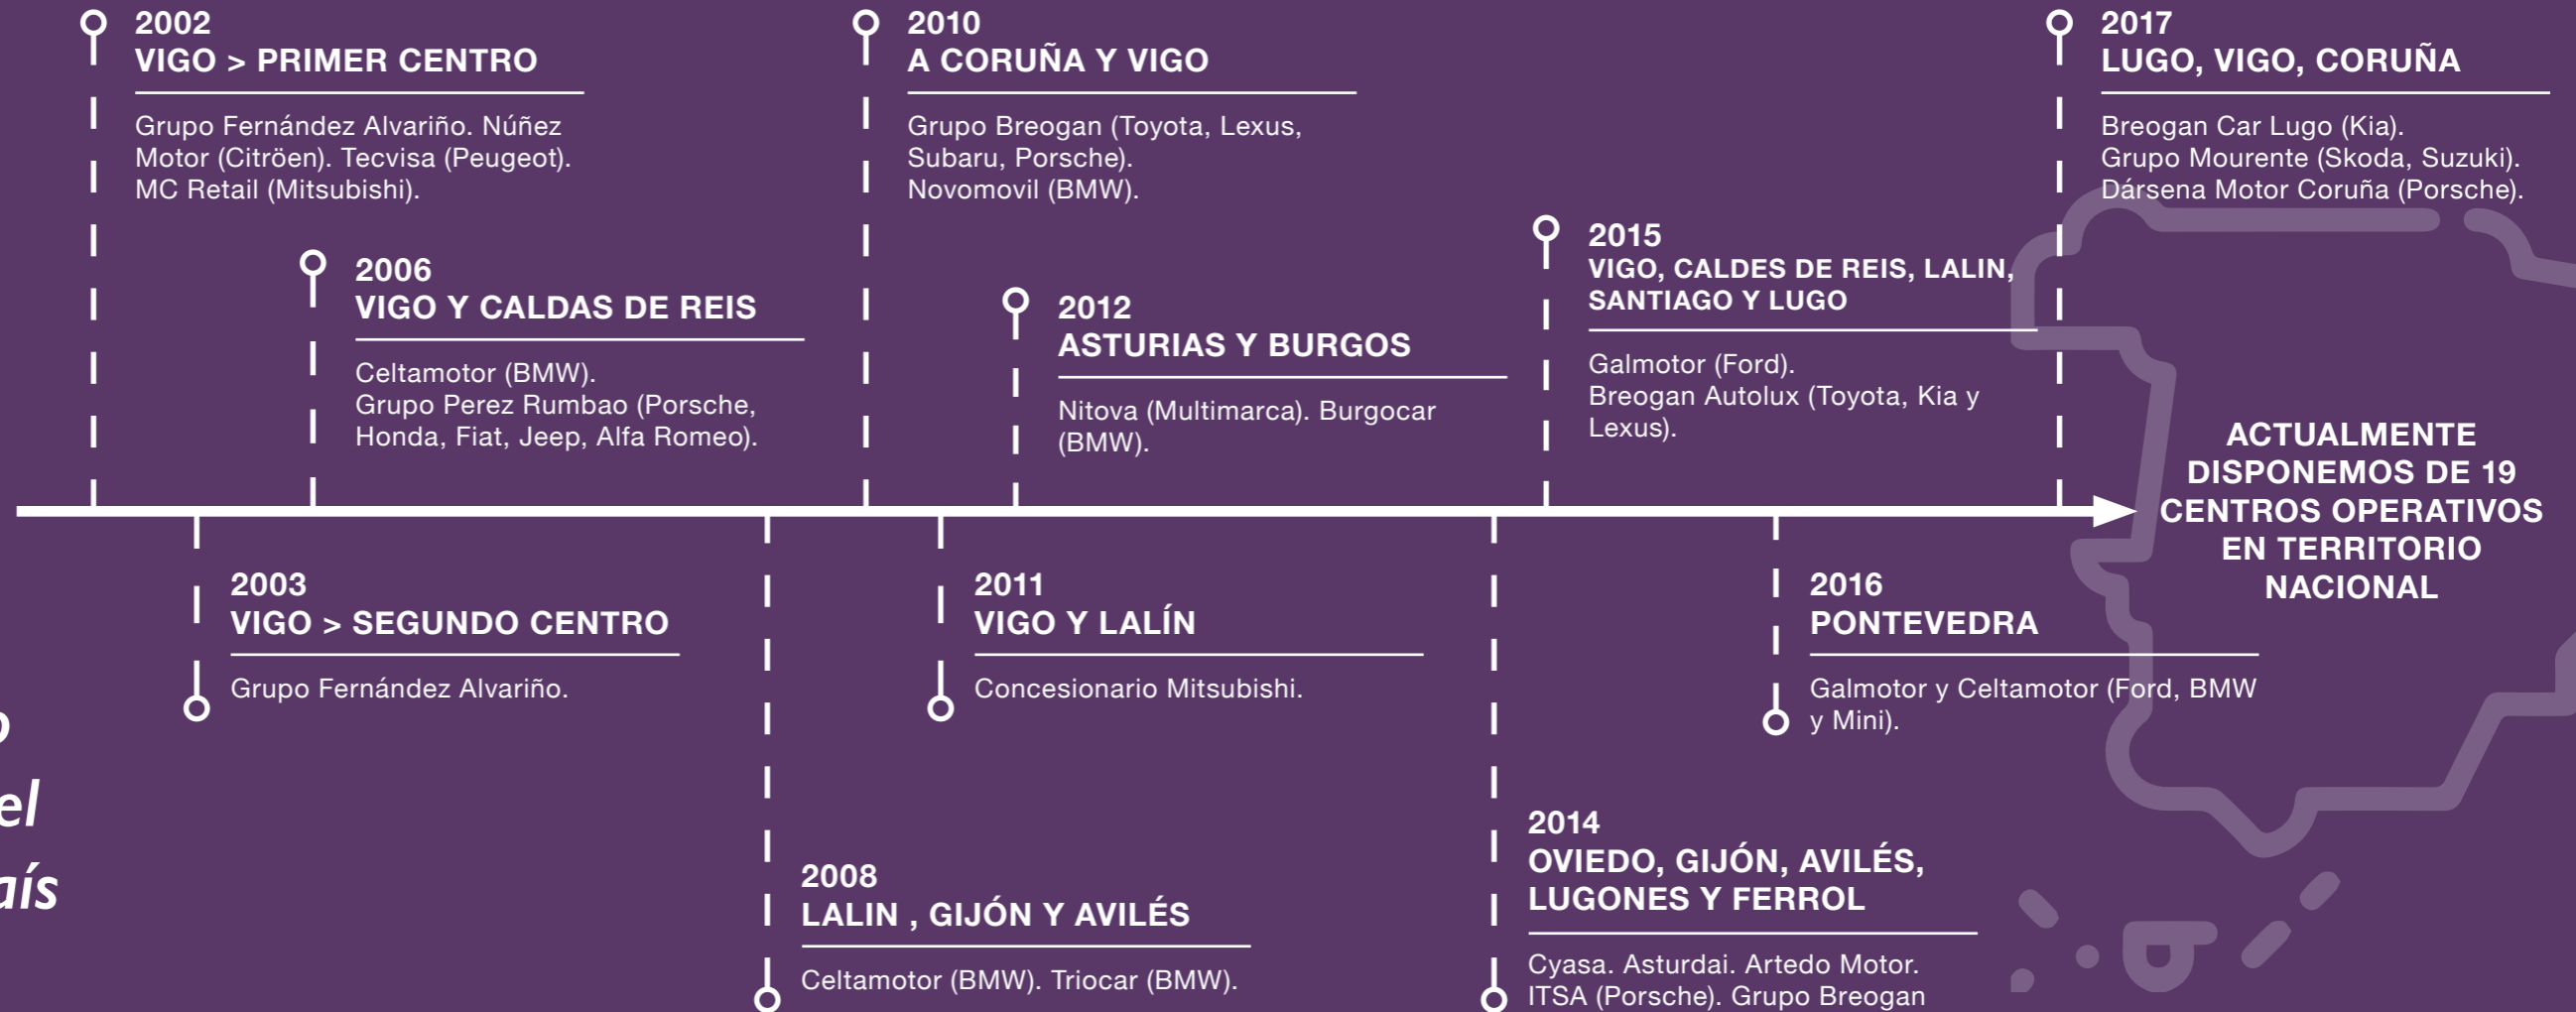 2002
VIGO > PRIMER CENTRO
Grupo Fernández Alvariño. Núñez
Motor (Citröen). Tecvisa (Peugeot).
MC Retail (Mitsubishi).
2003
VIGO > SEGUNDO CENTRO
Grupo Fernández Alvariño.
2006
VIGO Y CALDAS DE REIS
Celtamotor (BMW).
Grupo Perez Rumbao (Porsche,
Honda, Fiat, Jeep, Alfa Romeo).
2008
LALIN , GIJÓN Y AVILÉS
Celtamotor (BMW). Triocar (BMW).
2010
A CORUÑA Y VIGO
Grupo Breogan (Toyota, Lexus,
Subaru, Porsche).
Novomovil (BMW).
2011
VIGO Y LALÍN
Concesionario Mitsubishi.
2012
ASTURIAS Y BURGOS
Nitova (Multimarca). Burgocar
(BMW).
2014
OVIEDO, GIJÓN, AVILÉS,
LUGONES Y FERROL
Cyasa. Asturdai. Artedo Motor.
ITSA (Porsche). Grupo Breogan
2015
VIGO, CALDES DE REIS, LALIN,
SANTIAGO Y LUGO
Galmotor (Ford).
Breogan Autolux (Toyota, Kia y
Lexus).
2016
PONTEVEDRA
Galmotor y Celtamotor (Ford, BMW
y Mini).
2017
LUGO, VIGO, CORUÑA
Breogan Car Lugo (Kia).
Grupo Mourente (Skoda, Suzuki).
Dársena Motor Coruña (Porsche).
ACTUALMENTE
DISPONEMOS DE 19
CENTROS OPERATIVOS
EN TERRITORIO
NACIONAL